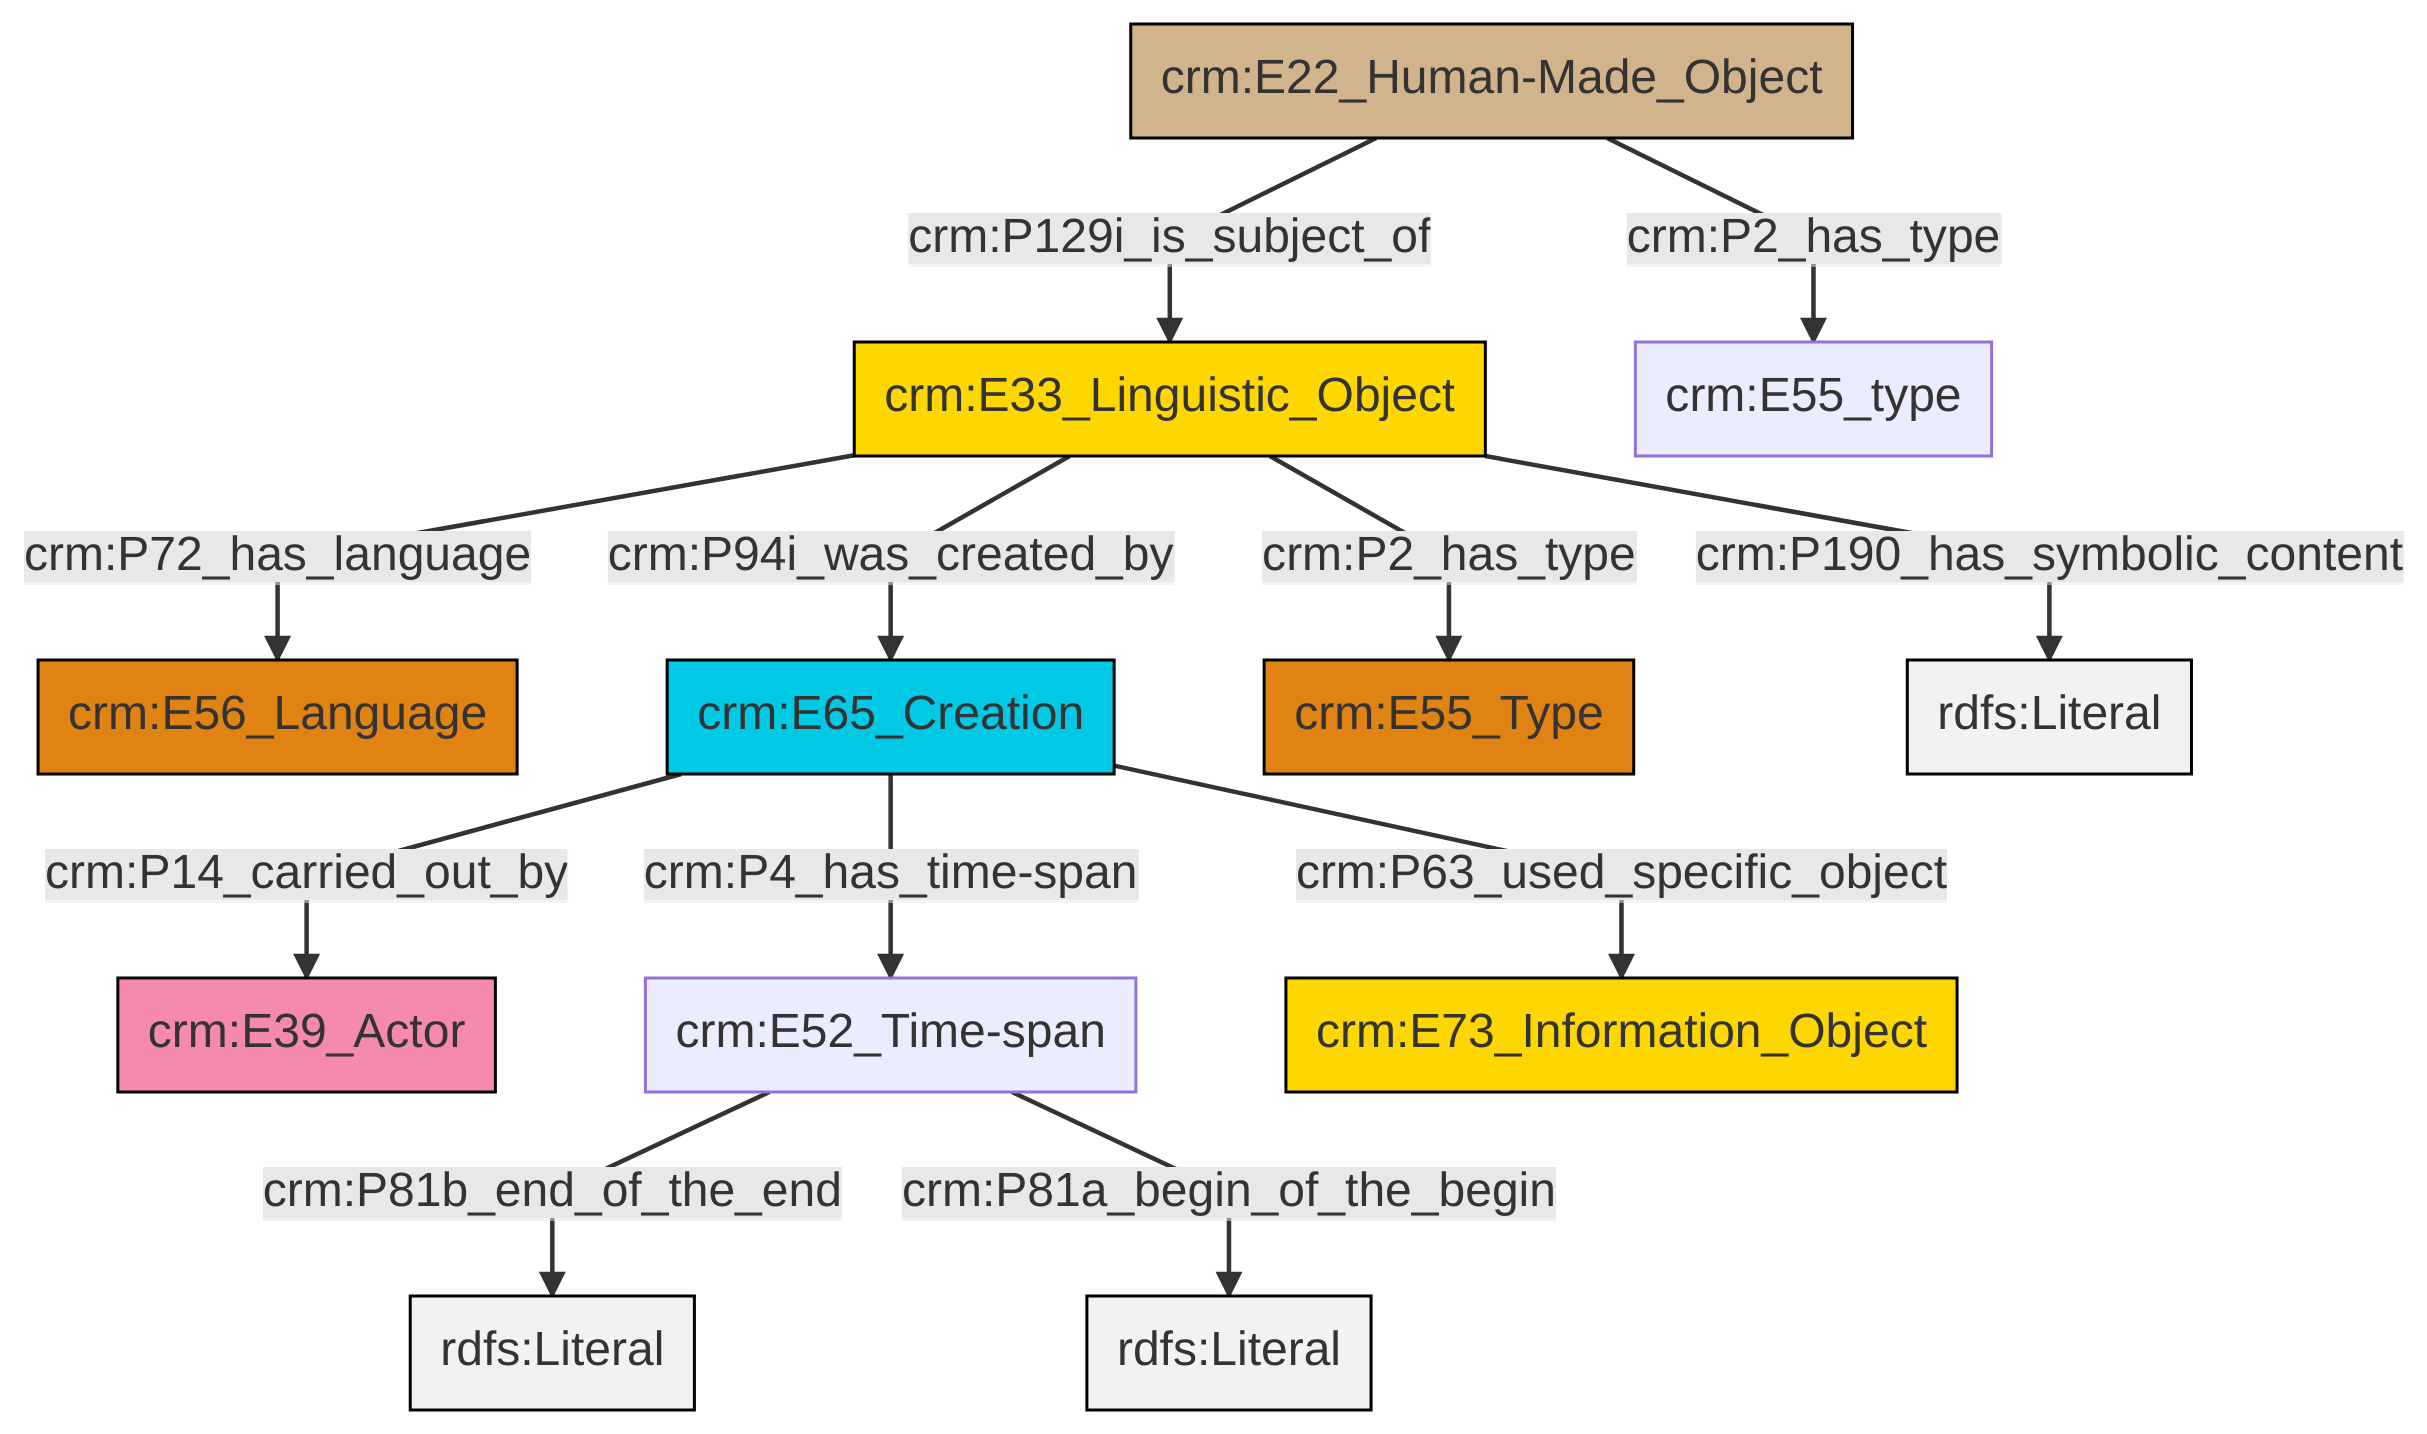 crm:E22_Human-Made_Object
crm:P129i_is_subject_of
crm:P2_has_type
crm:E33_Linguistic_Object
crm:E55_type
crm:P72_has_language
crm:P94i_was_created_by
crm:P2_has_type
crm:P190_has_symbolic_content
crm:E56_Language
crm:E65_Creation
crm:E55_Type
rdfs:Literal
crm:P14_carried_out_by
crm:P4_has_time-span
crm:P63_used_specific_object
crm:E39_Actor
crm:E52_Time-span
crm:E73_Information_Object
crm:P81b_end_of_the_end
crm:P81a_begin_of_the_begin
rdfs:Literal
rdfs:Literal